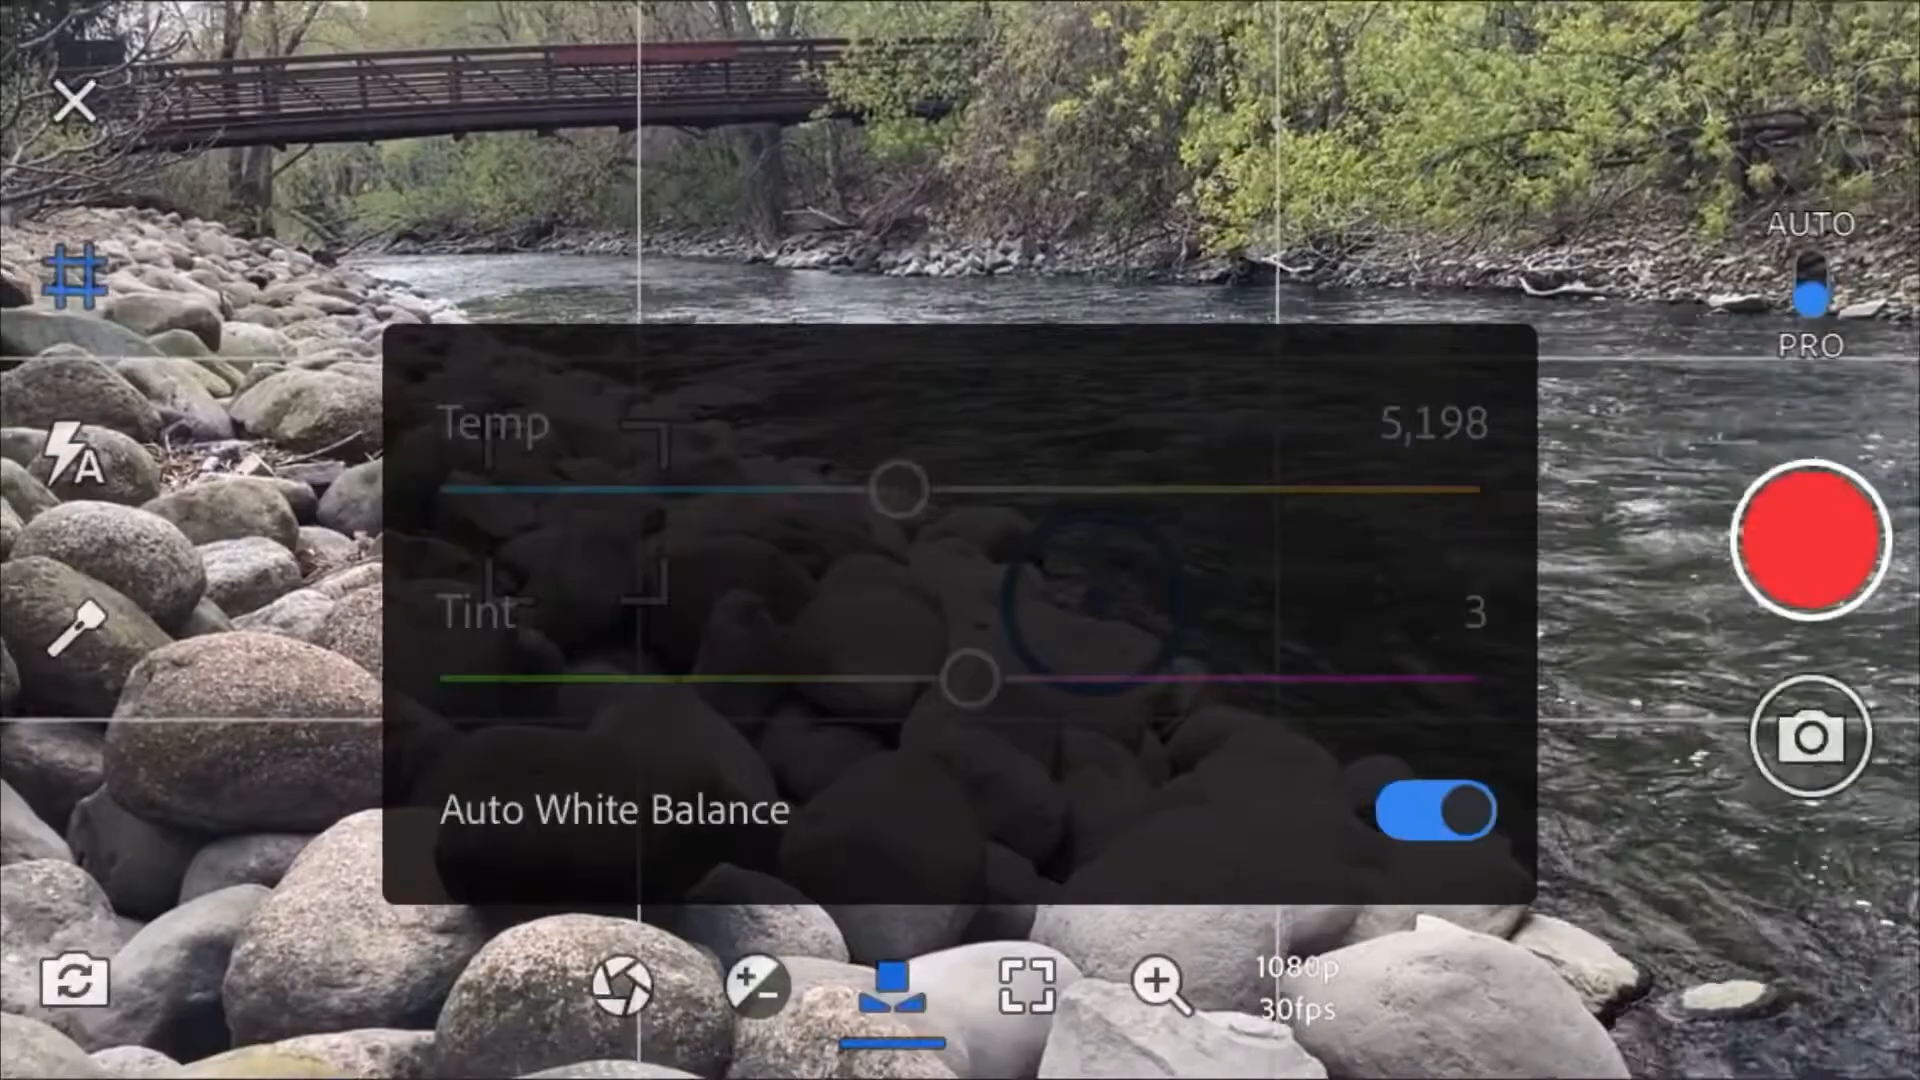 AUTO
PRO
Temp 5,198
Tint 3
Auto White Balance
A
1080p
30fps